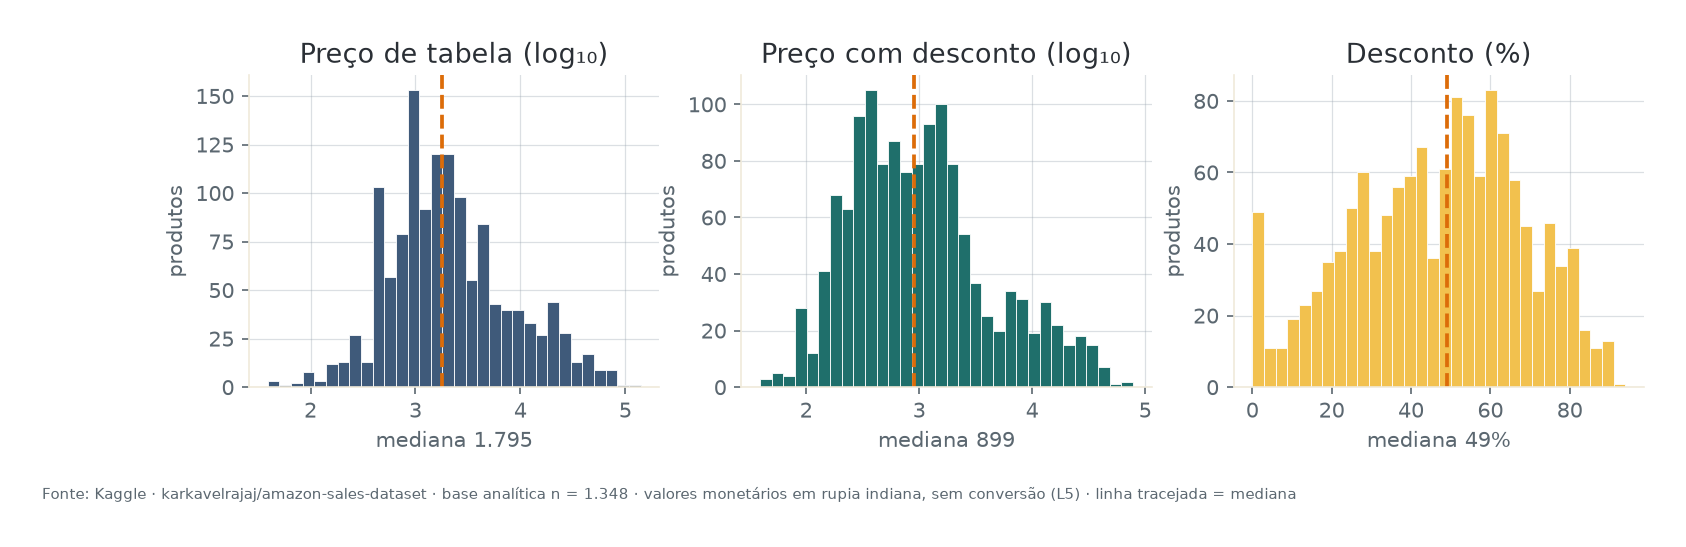 Preço de tabela (log₁₀)
150
125
100
75
50
25
0
produtos
2 3 4 5
mediana 1.795
Preço com desconto (log₁₀)
100
80
60
40
20
0
produtos
2 3 4 5
mediana 899
Desconto (%)
80
60
40
20
0
produtos
0 20 40 60 80
mediana 49%
Fonte: Kaggle · karkavelrajaj/amazon-sales-dataset · base analítica n = 1.348 · valores monetários em rupia indiana, sem conversão (L5) · linha tracejada = mediana